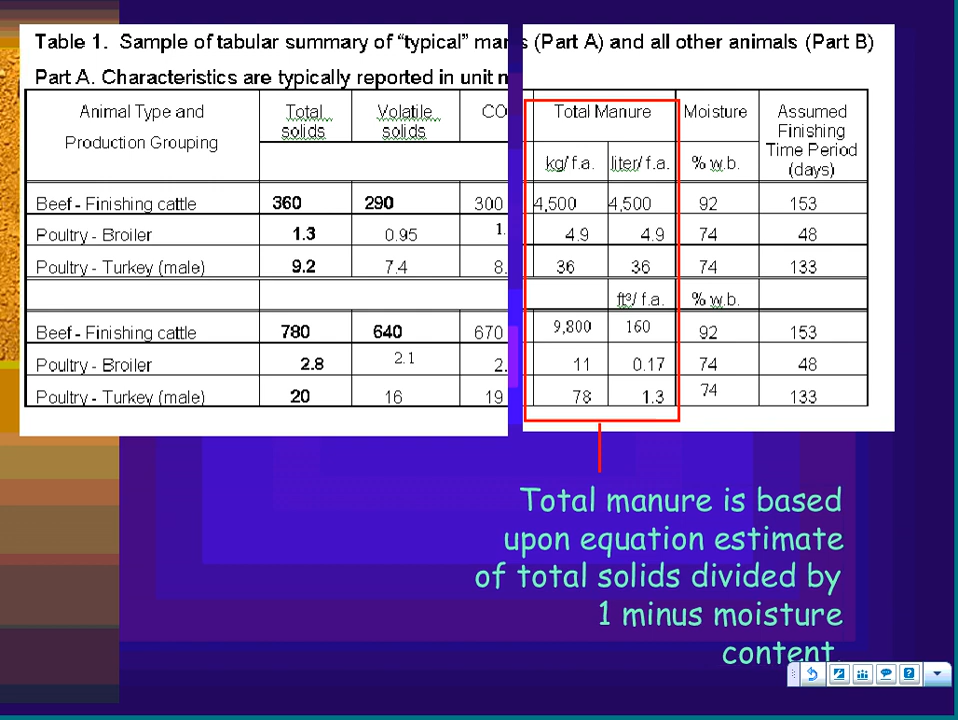 Table 1. Sample of tabular summary of “typical” man s (Part A) and all other animals (Part B)
Part A. Characteristics are typically reported in unit n
Animal Type and Production Grouping Total solids Volatile solids CO Total Manure Moisture Assumed Finishing Time Period (days)
kg/ f.a. liter/ f.a. % w.b.
Beef - Finishing cattle 360 290 300 4,500 4,500 92 153
Poultry - Broiler 1.3 0.95 1. 4.9 4.9 74 48
Poultry - Turkey (male) 9.2 7.4 8. 36 36 74 133
ft³/ f.a. % w.b.
Beef - Finishing cattle 780 640 670 9,800 160 92 153
Poultry - Broiler 2.8 2.1 2. 11 0.17 74 48
Poultry - Turkey (male) 20 16 19 78 1.3 74 133
Total manure is based
upon equation estimate
of total solids divided by
1 minus moisture
content.